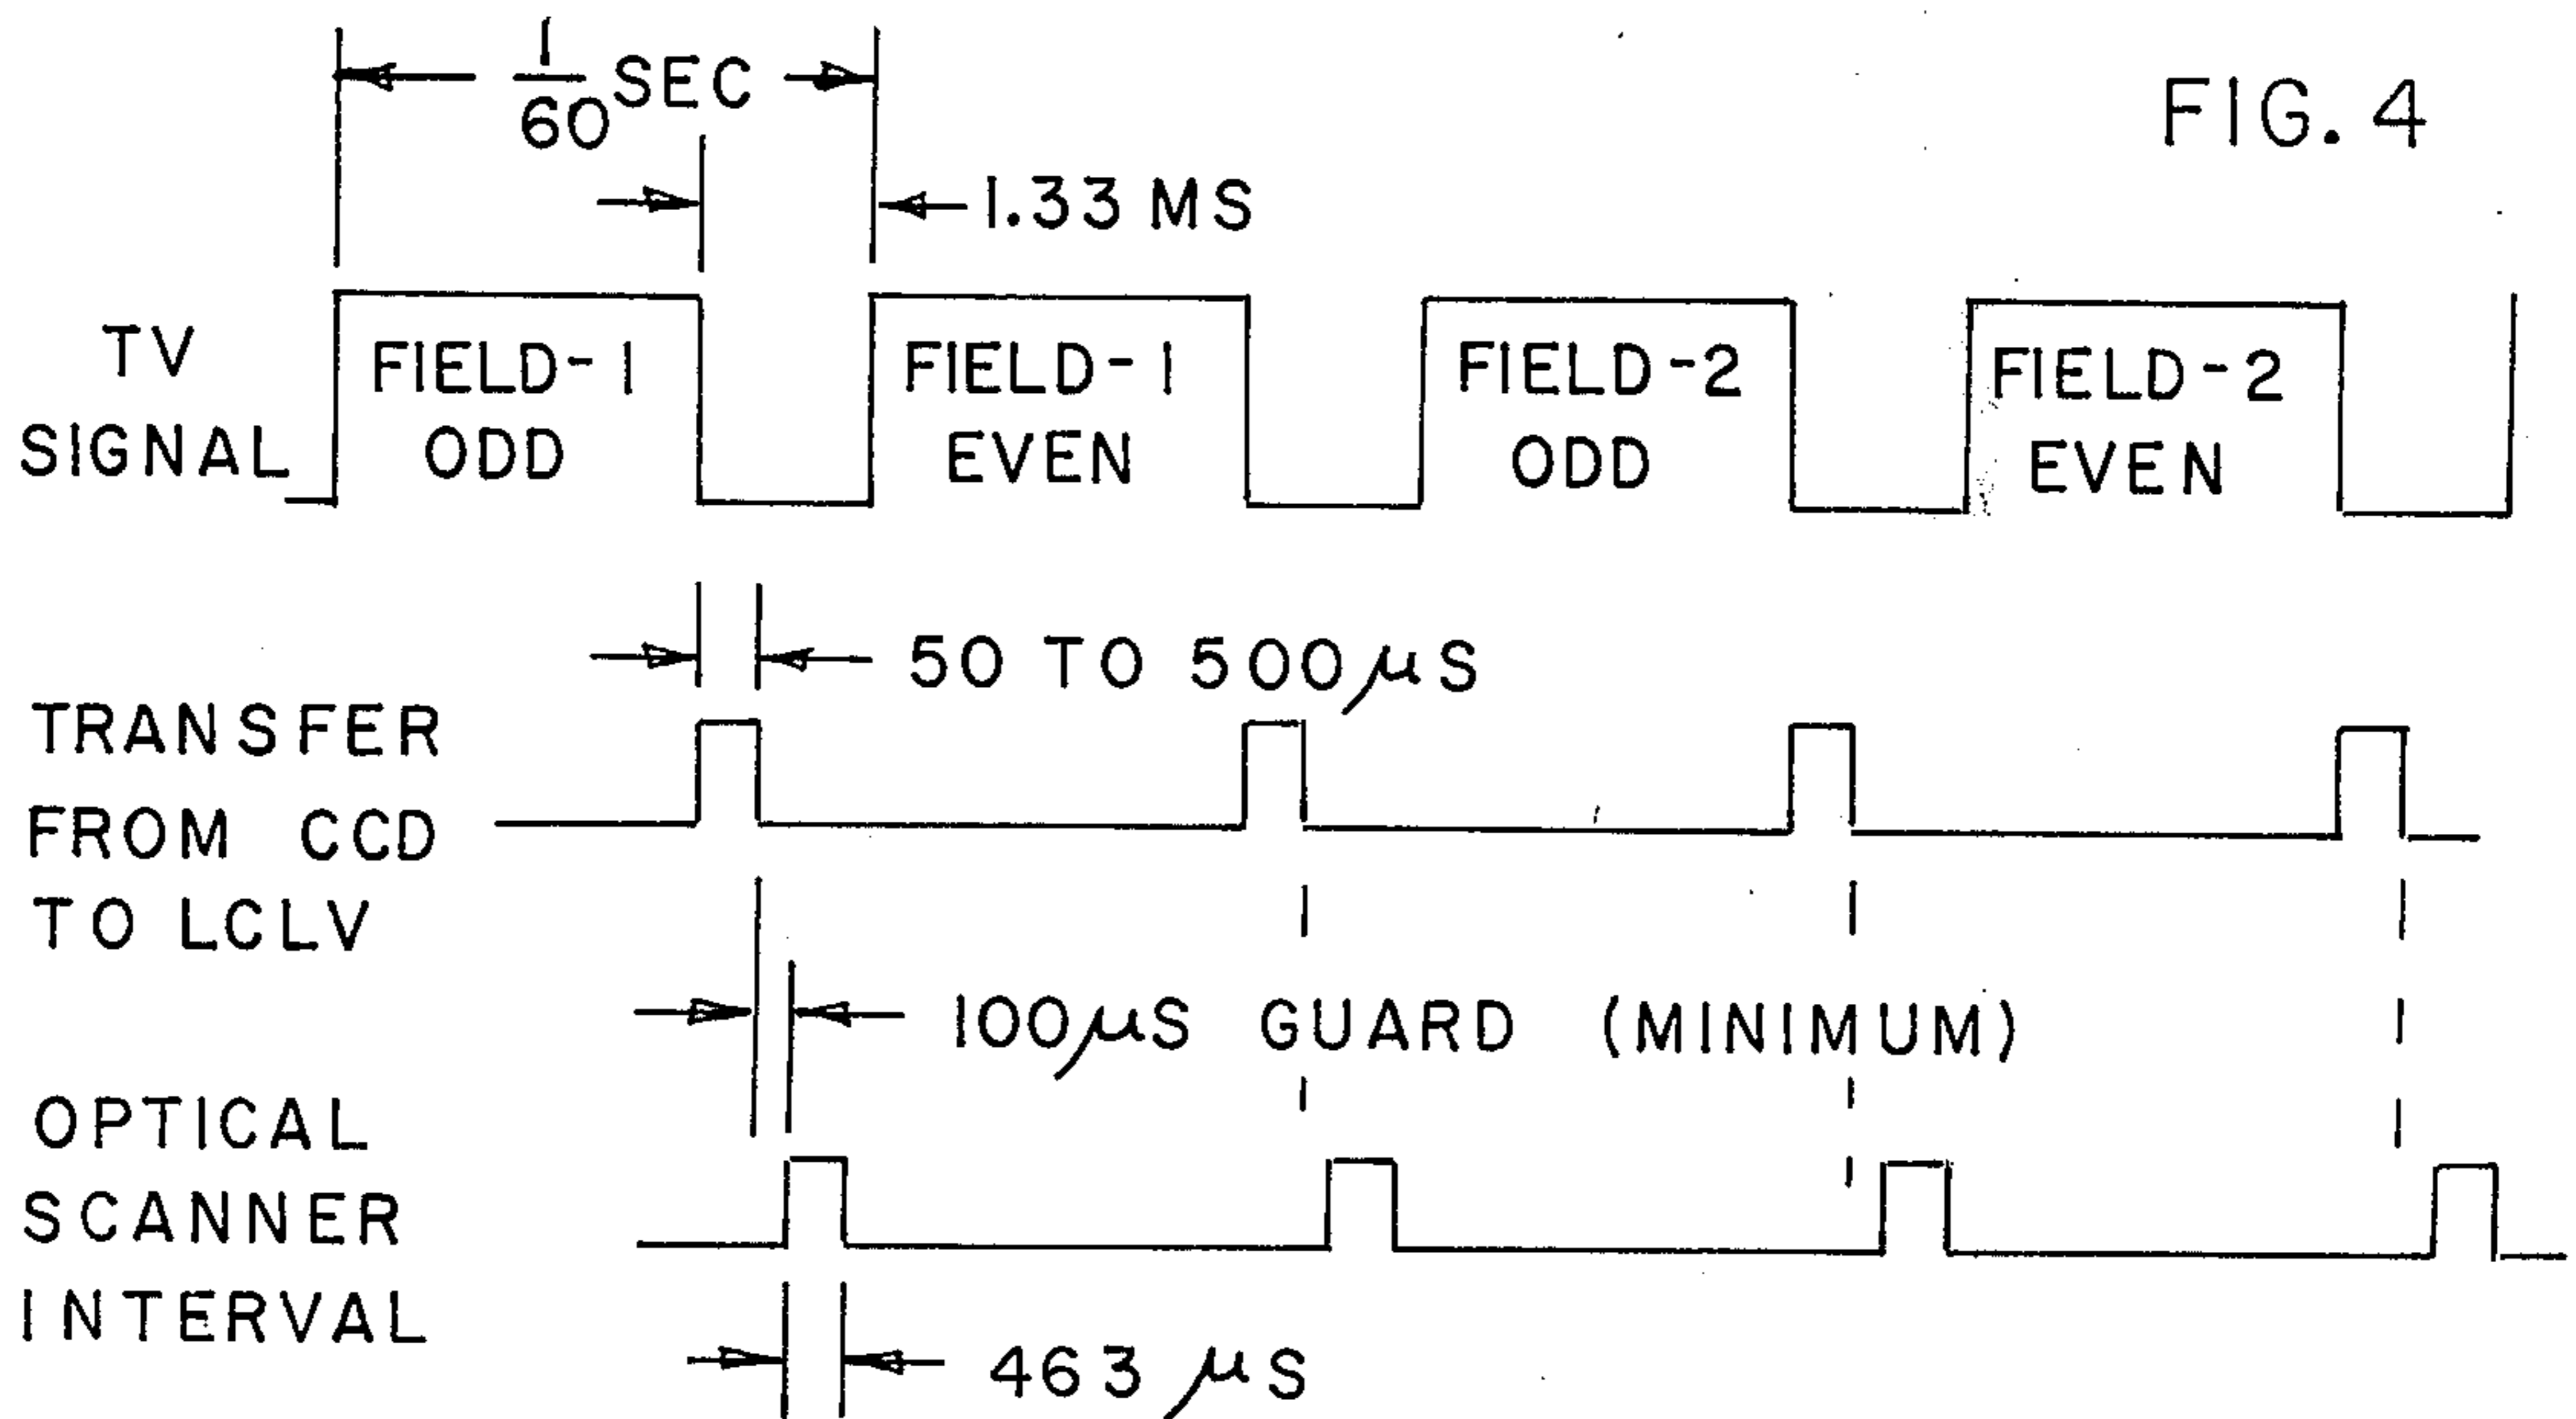 FIG. 4
1/60 SEC
1.33 MS
TV
SIGNAL
FIELD-1
ODD
FIELD-1
EVEN
FIELD-2
ODD
FIELD-2
EVEN
50 TO 500 μS
TRANSFER
FROM CCD
TO LCLV
100 μS GUARD (MINIMUM)
OPTICAL
SCANNER
INTERVAL
463 μS